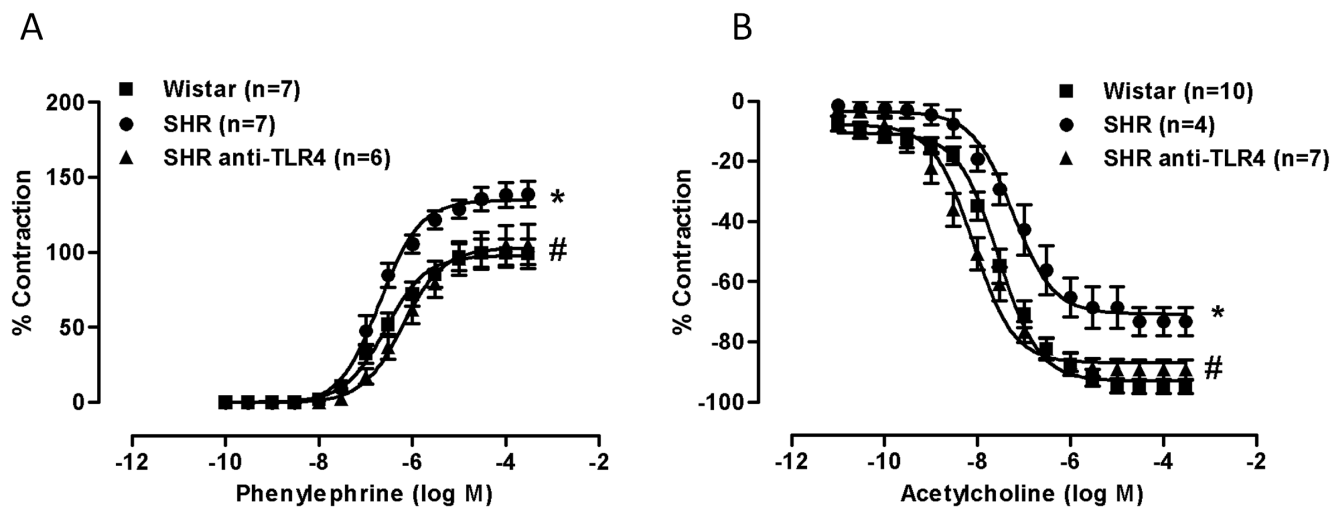 A
Wistar (n=7)
SHR (n=7)
SHR anti-TLR4 (n=6)
200
150
100
50
0
% Contraction
*
#
-12 -10 -8 -6 -4 -2
Phenylephrine (log M)
B
Wistar (n=10)
SHR (n=4)
SHR anti-TLR4 (n=7)
0
-20
-40
-60
-80
-100
% Contraction
*
#
-12 -10 -8 -6 -4 -2
Acetylcholine (log M)